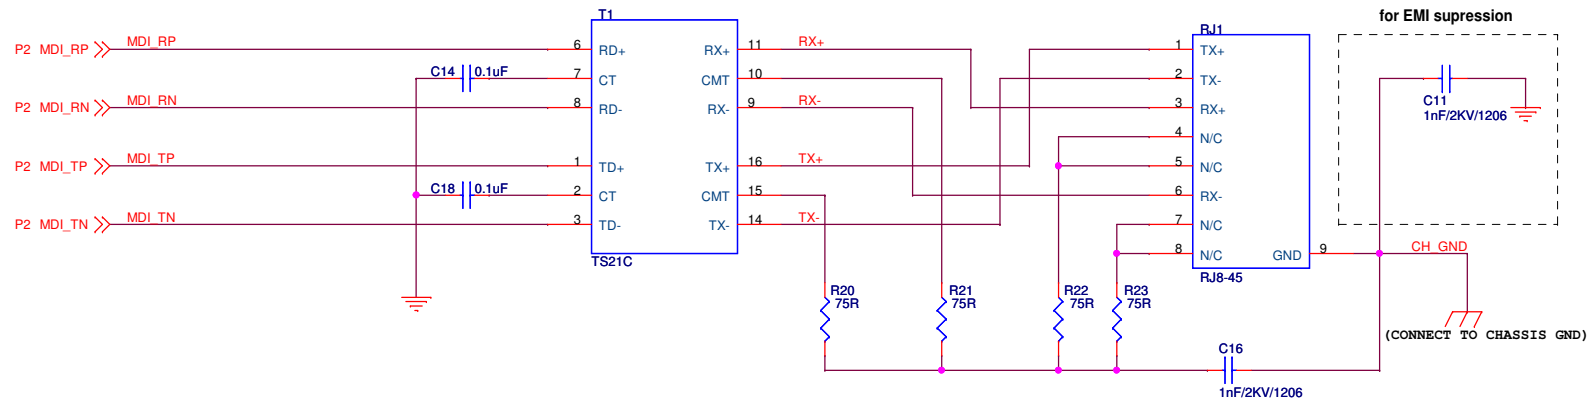 for EMI supression
T1
RJ1
P2 MDI_RP
MDI_RP
6
RD+
RX+
11
RX+
1
TX+
C14
0.1uF
7
CT
CMT
10
2
TX-
C11
1nF/2KV/1206
P2 MDI_RN
MDI_RN
8
RD-
RX-
9
RX-
3
RX+
4
N/C
P2 MDI_TP
MDI_TP
1
TD+
TX+
16
TX+
5
N/C
C18
0.1uF
2
CT
CMT
15
6
RX-
P2 MDI_TN
MDI_TN
3
TD-
TX-
14
TX-
7
N/C
8
N/C
GND
9
CH_GND
TS21C
RJ8-45
R20
75R
R21
75R
R22
75R
R23
75R
(CONNECT TO CHASSIS GND)
C16
1nF/2KV/1206